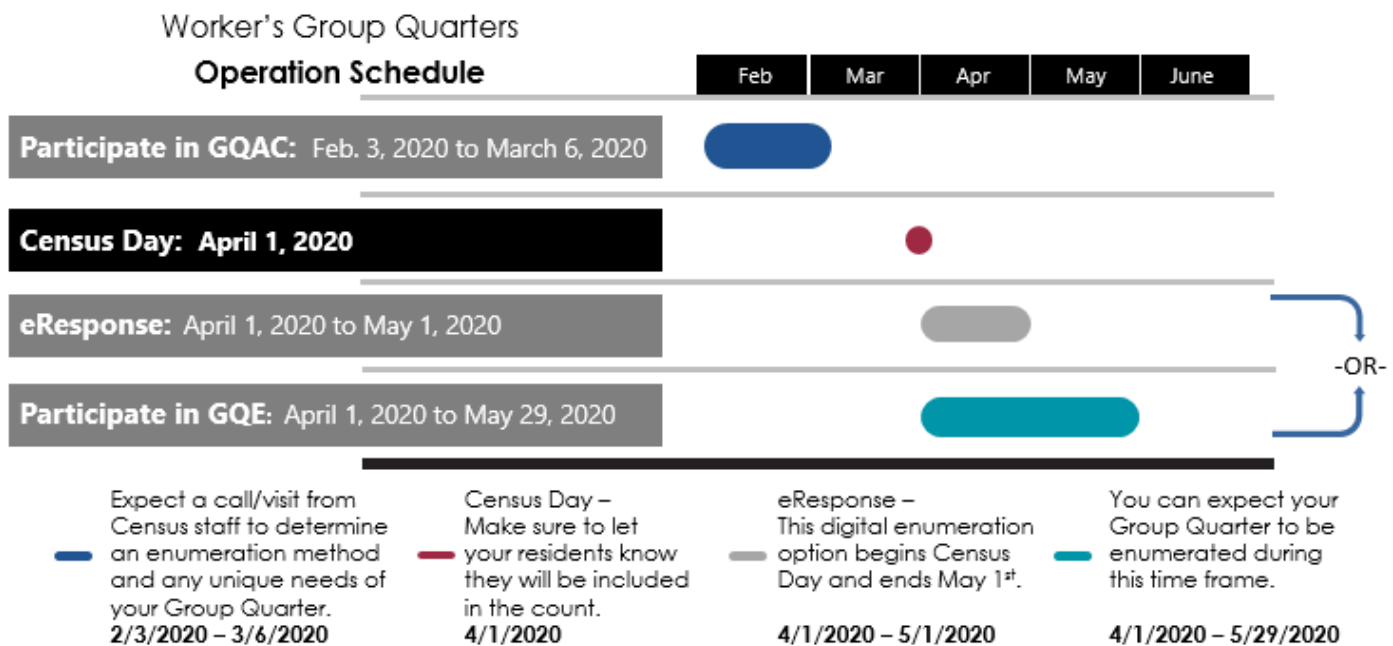 Worker's Group Quarters
Operation Schedule
Feb Mar Apr May June
Participate in GQAC: Feb. 3, 2020 to March 6, 2020
Census Day: April 1, 2020
eResponse: April 1, 2020 to May 1, 2020
-OR-
Participate in GQE: April 1, 2020 to May 29, 2020
Expect a call/visit from
Census staff to determine
an enumeration method
and any unique needs of
your Group Quarter.
2/3/2020 – 3/6/2020
Census Day –
Make sure to let
your residents know
they will be included
in the count.
4/1/2020
eResponse –
This digital enumeration
option begins Census
Day and ends May 1st.
4/1/2020 – 5/1/2020
You can expect your
Group Quarter to be
enumerated during
this time frame.
4/1/2020 – 5/29/2020